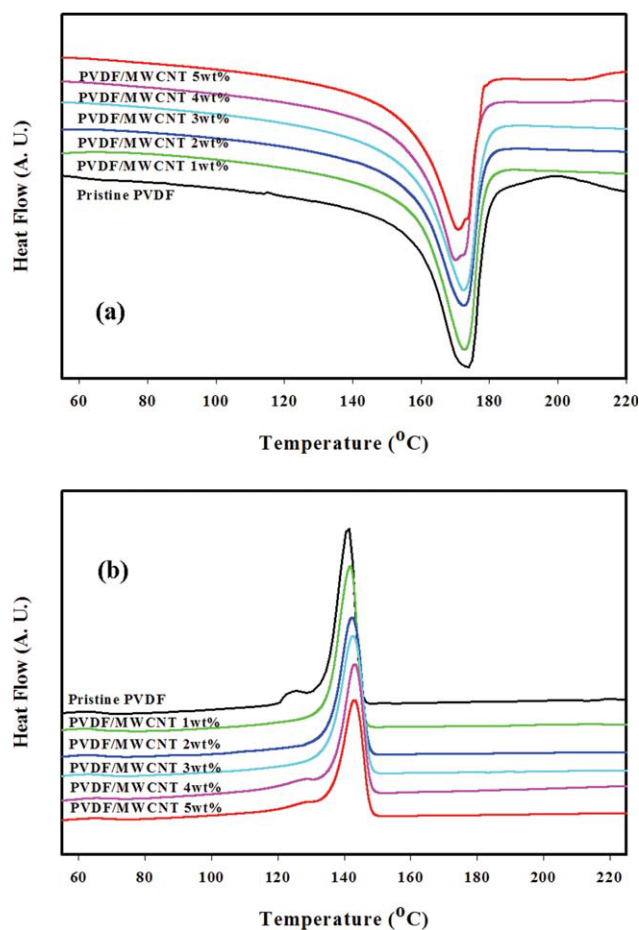 Heat Flow (A. U.)
PVDF/MWCNT 5wt%
PVDF/MWCNT 4wt%
PVDF/MWCNT 3wt%
PVDF/MWCNT 2wt%
PVDF/MWCNT 1wt%
Pristine PVDF
(a)
60 80 100 120 140 160 180 200 220
Temperature (°C)
Heat Flow (A. U.)
(b)
Pristine PVDF
PVDF/MWCNT 1wt%
PVDF/MWCNT 2wt%
PVDF/MWCNT 3wt%
PVDF/MWCNT 4wt%
PVDF/MWCNT 5wt%
60 80 100 120 140 160 180 200 220
Temperature (°C)